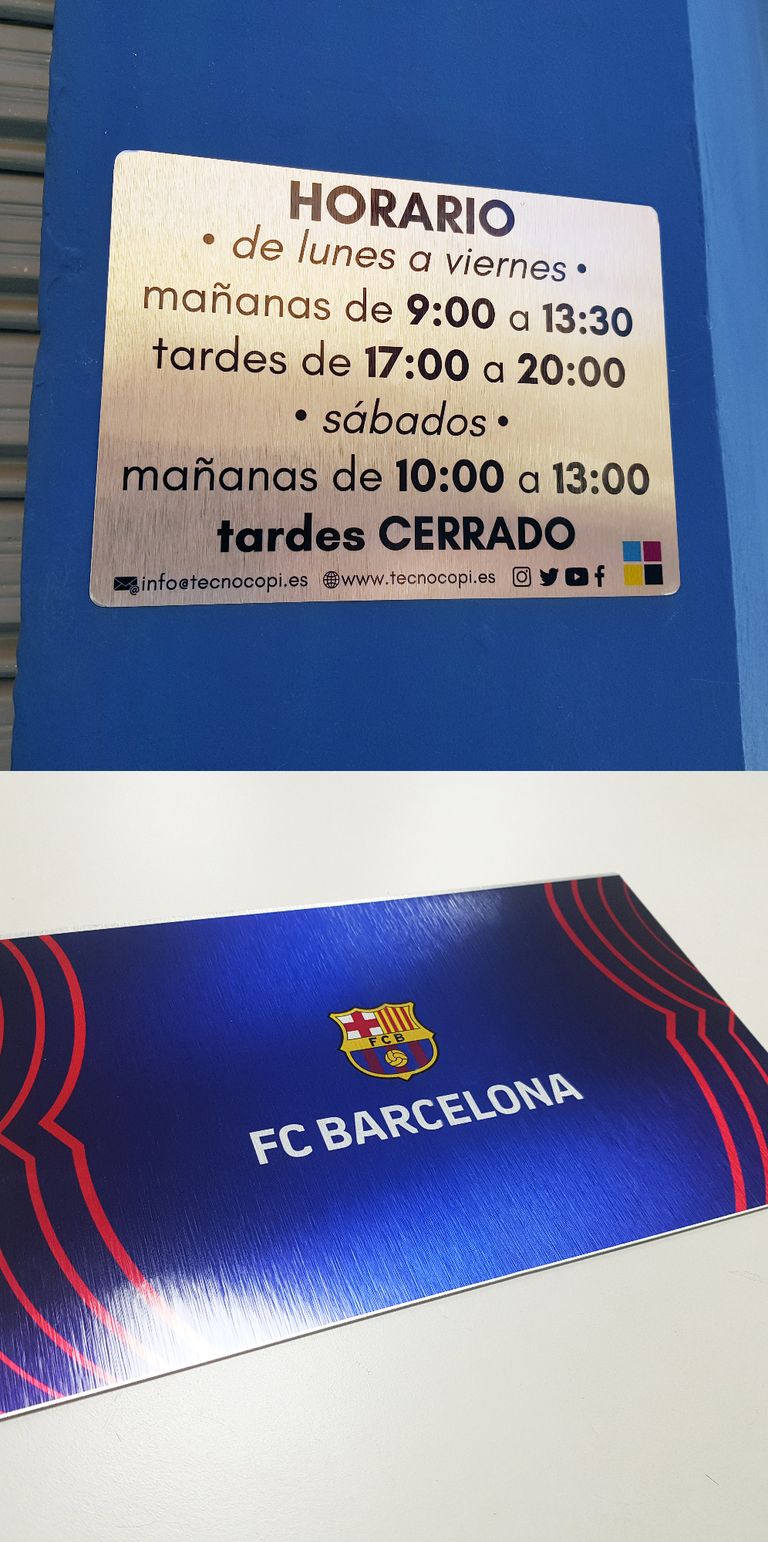 HORARIO
• de lunes a viernes •
mañanas de 9:00 a 13:30
tardes de 17:00 a 20:00
• sábados •
mañanas de 10:00 a 13:00
tardes CERRADO
info@tecnocopi.es www.tecnocopi.es
FCB
FC BARCELONA